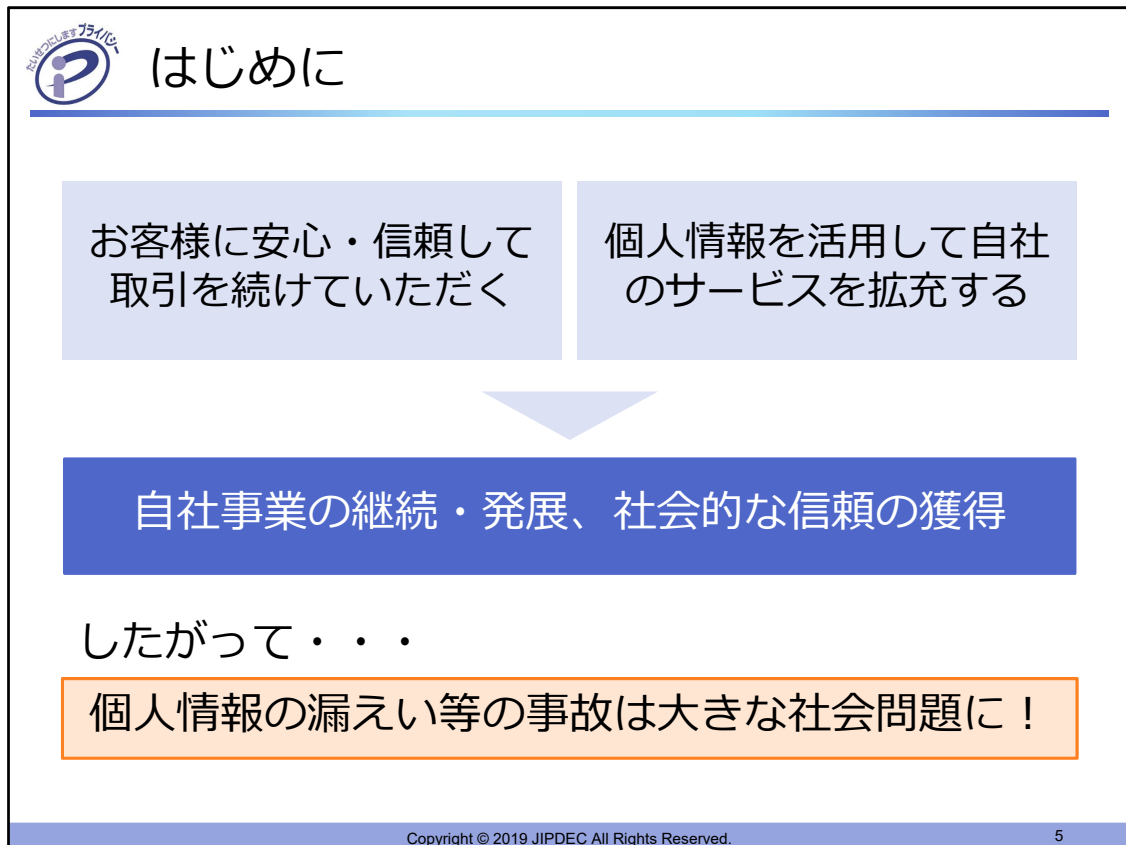 たいせつにしますプライバシー
はじめに
お客様に安心・信頼して
取引を続けていただく
個人情報を活用して自社
のサービスを拡充する
自社事業の継続・発展、社会的な信頼の獲得
したがって・・・
個人情報の漏えい等の事故は大きな社会問題に！
Copyright © 2019 JIPDEC All Rights Reserved.
5